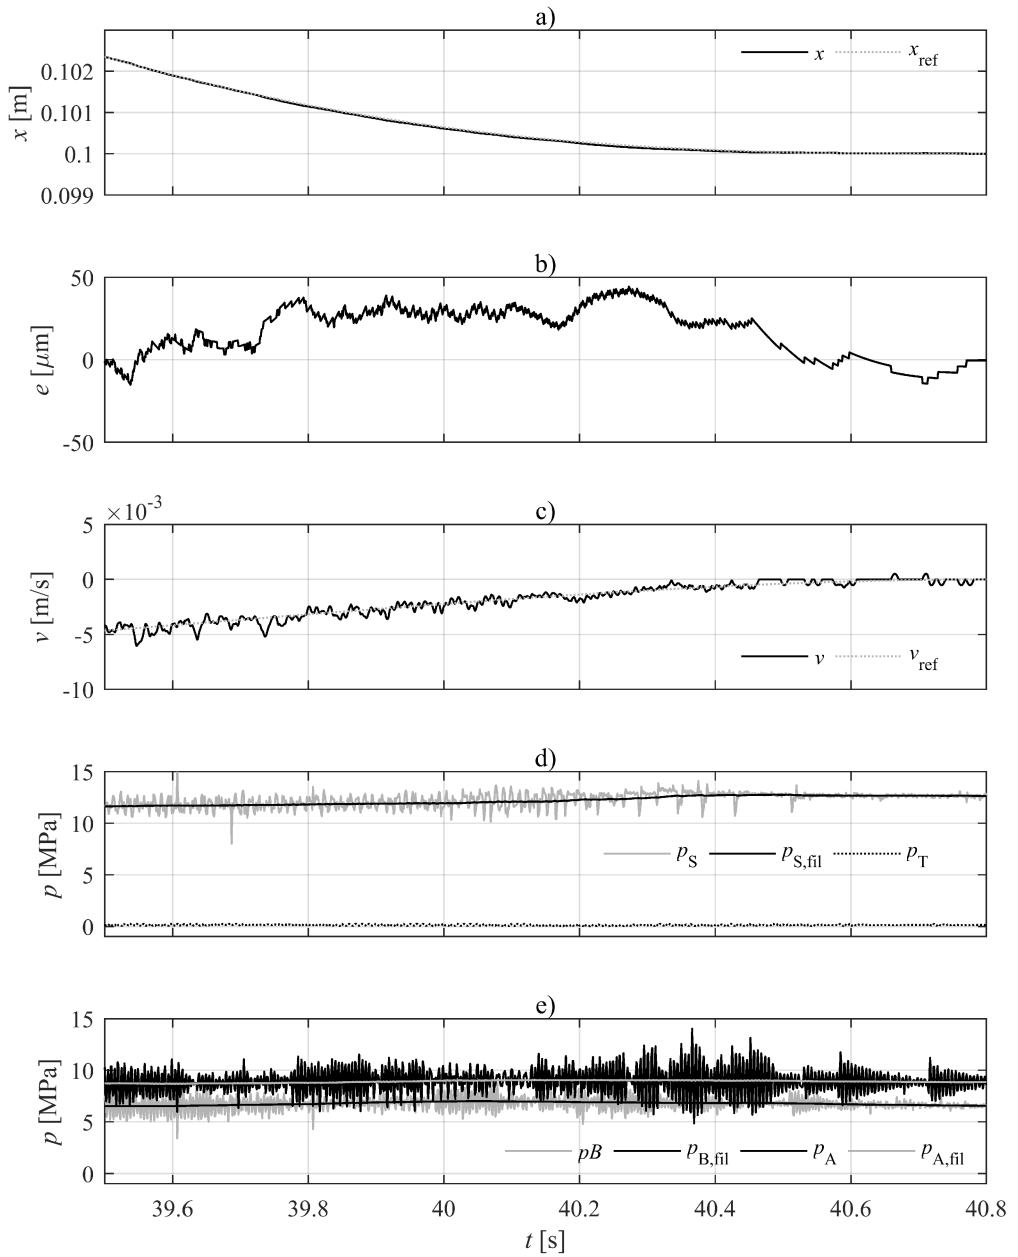 a)
x [m]
0.102
0.101
0.1
0.099
x x_ref
b)
e [μm]
50
0
-50
c)
×10^-3
v [m/s]
5
0
-5
-10
v v_ref
d)
p [MPa]
15
10
5
0
p_S p_S,fil p_T
e)
p [MPa]
15
10
5
0
pB p_B,fil p_A p_A,fil
39.6 39.8 40 40.2 40.4 40.6 40.8
t [s]